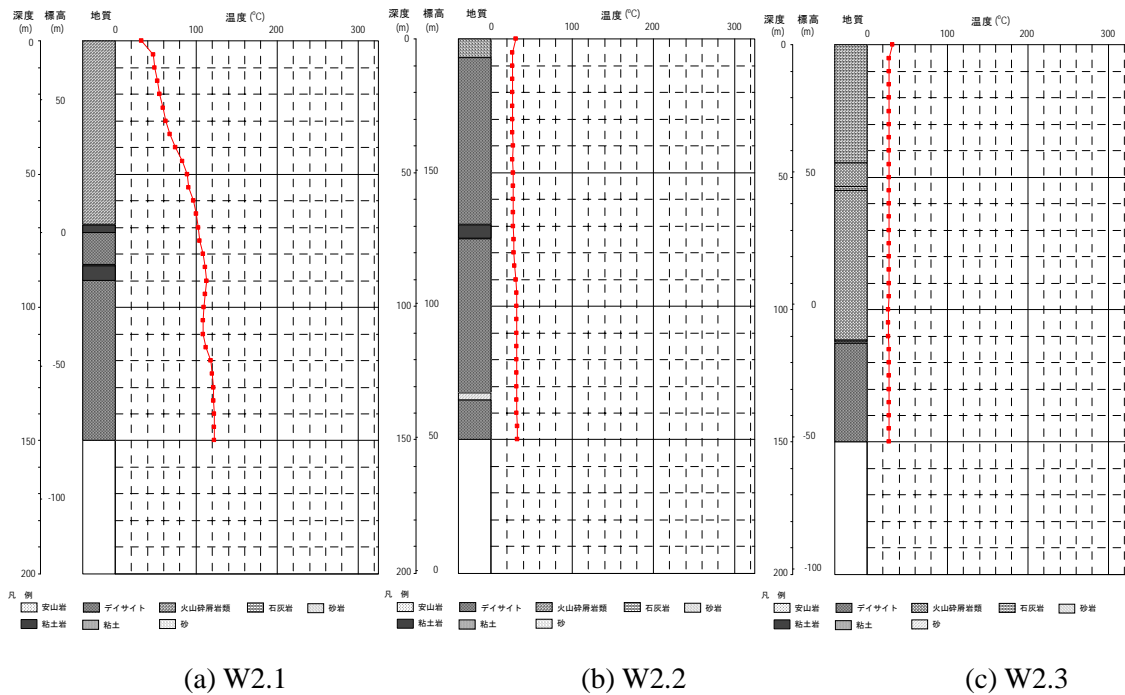 深度 標高 地質 温度 (℃)
(m) (m) 0 100 200 300
0
50
50
0
100
-50
150
-100
200
凡 例
安山岩 デイサイト 火山砕屑岩類 石灰岩 砂岩
粘土岩 粘土 砂
(a) W2.1
深度 標高 地質 温度 (℃)
(m) (m) 0 100 200 300
0
150
50
100
100
150 50
200 0
凡 例
安山岩 デイサイト 火山砕屑岩類 石灰岩 砂岩
粘土岩 粘土 砂
(b) W2.2
深度 標高 地質 温度 (℃)
(m) (m) 0 100 200 300
0
50 50
0
100
150 -50
200 -100
凡 例
安山岩 デイサイト 火山砕屑岩類 石灰岩 砂岩
粘土岩 粘土 砂
(c) W2.3